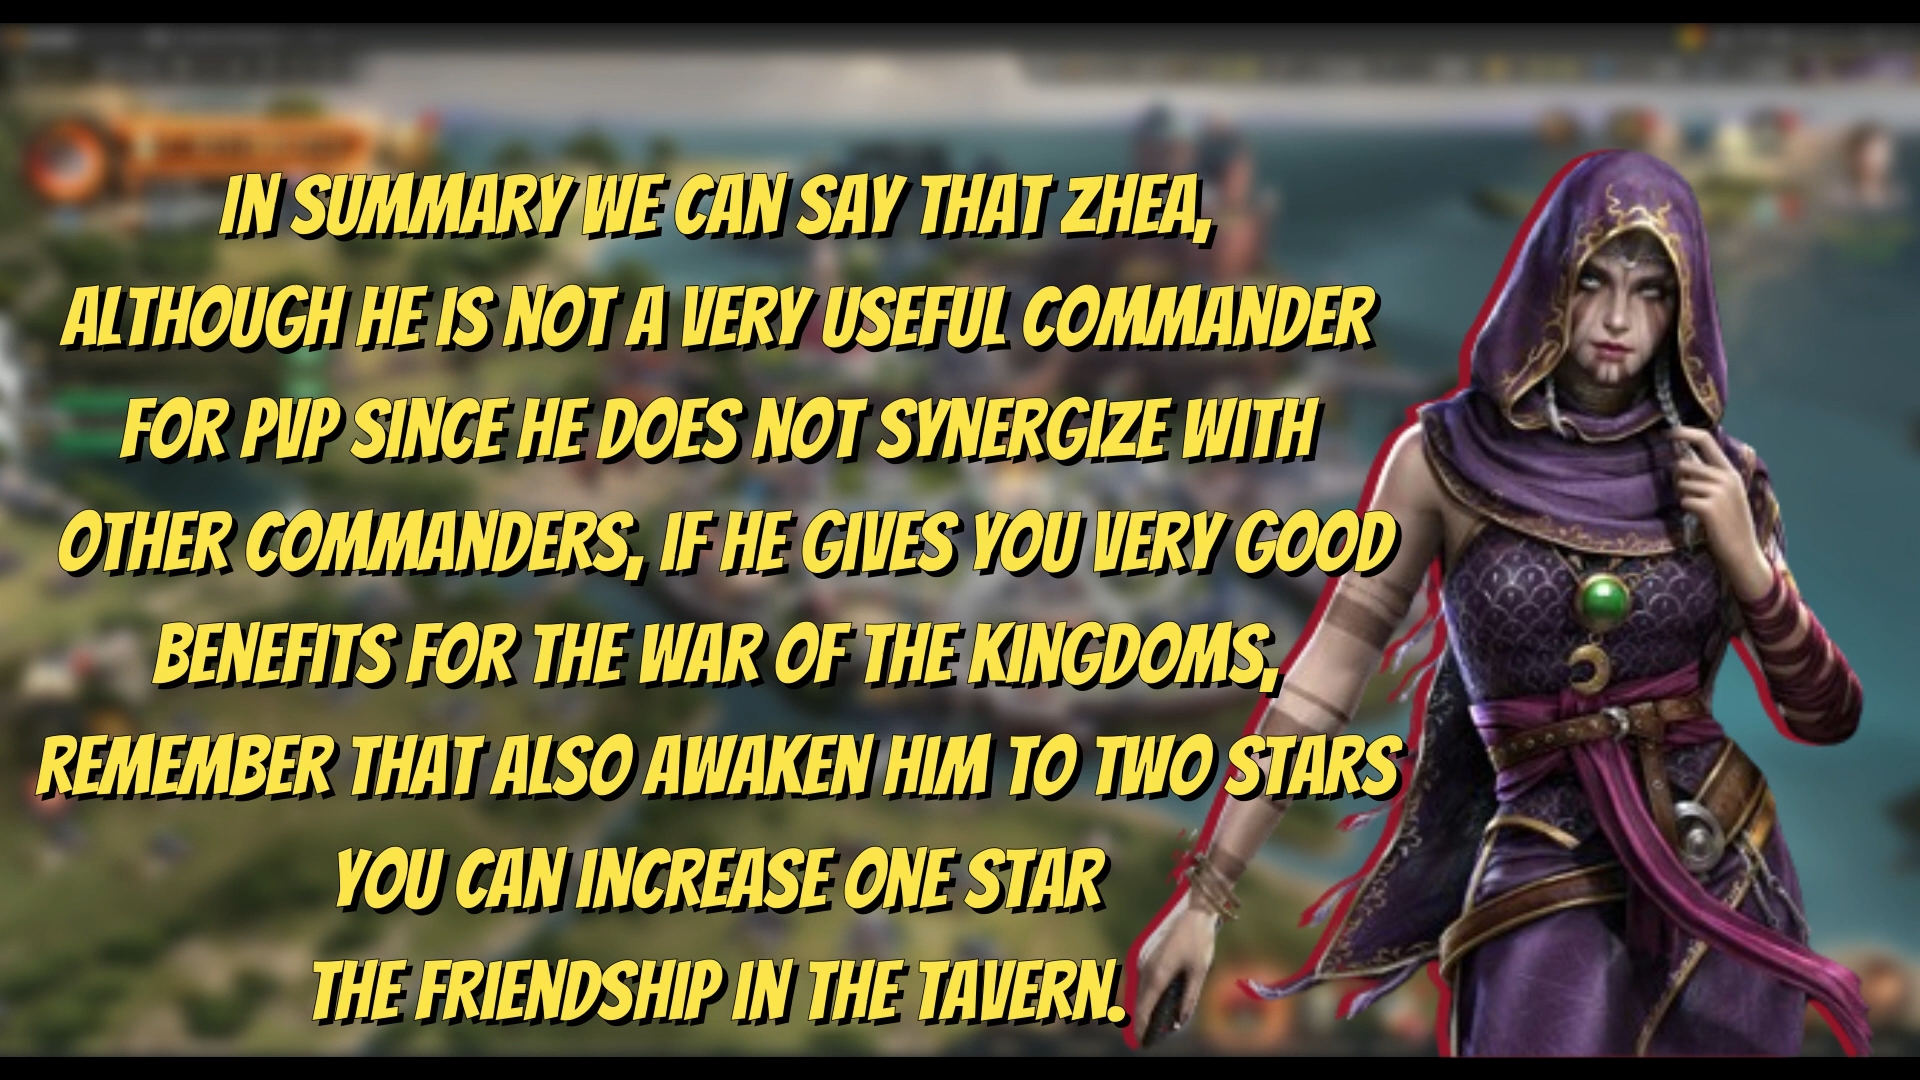 IN SUMMARY WE CAN SAY THAT ZHEA,
ALTHOUGH HE IS NOT A VERY USEFUL COMMANDER
FOR PVP SINCE HE DOES NOT SYNERGIZE WITH
OTHER COMMANDERS, IF HE GIVES YOU VERY GOOD
BENEFITS FOR THE WAR OF THE KINGDOMS,
REMEMBER THAT ALSO AWAKEN HIM TO TWO STARS
YOU CAN INCREASE ONE STAR
THE FRIENDSHIP IN THE TAVERN.